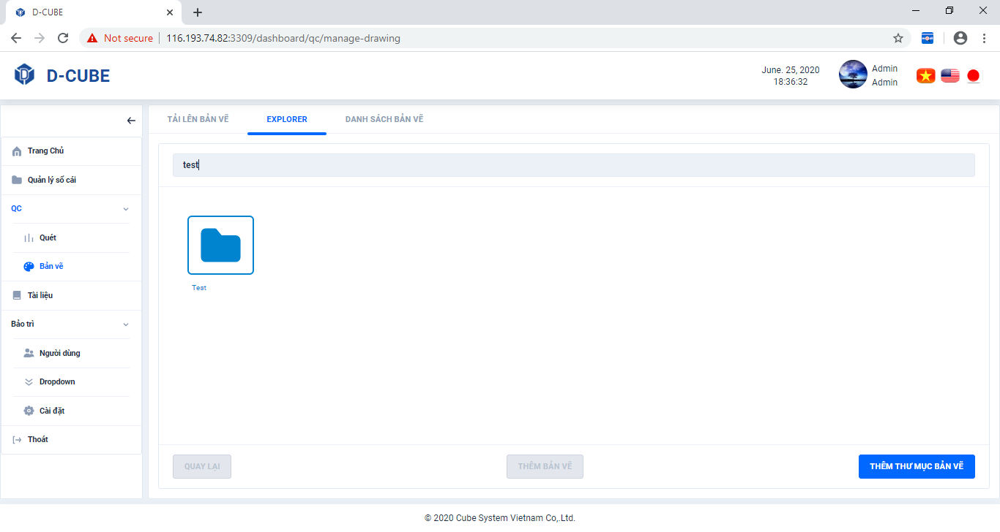 D-CUBE
Not secure
116.193.74.82:3309/dashboard/qc/manage-drawing
D-CUBE
June. 25, 2020
18:36:32
Admin
Admin
TẢI LÊN BẢN VẼ
EXPLORER
DANH SÁCH BẢN VẼ
Trang Chủ
Quản lý sổ cái
QC
Quét
Bản vẽ
Tài liệu
Bảo trì
Người dùng
Dropdown
Cài đặt
Thoát
test
Test
QUAY LẠI
THÊM BẢN VẼ
THÊM THƯ MỤC BẢN VẼ
© 2020 Cube System Vietnam Co,.Ltd.